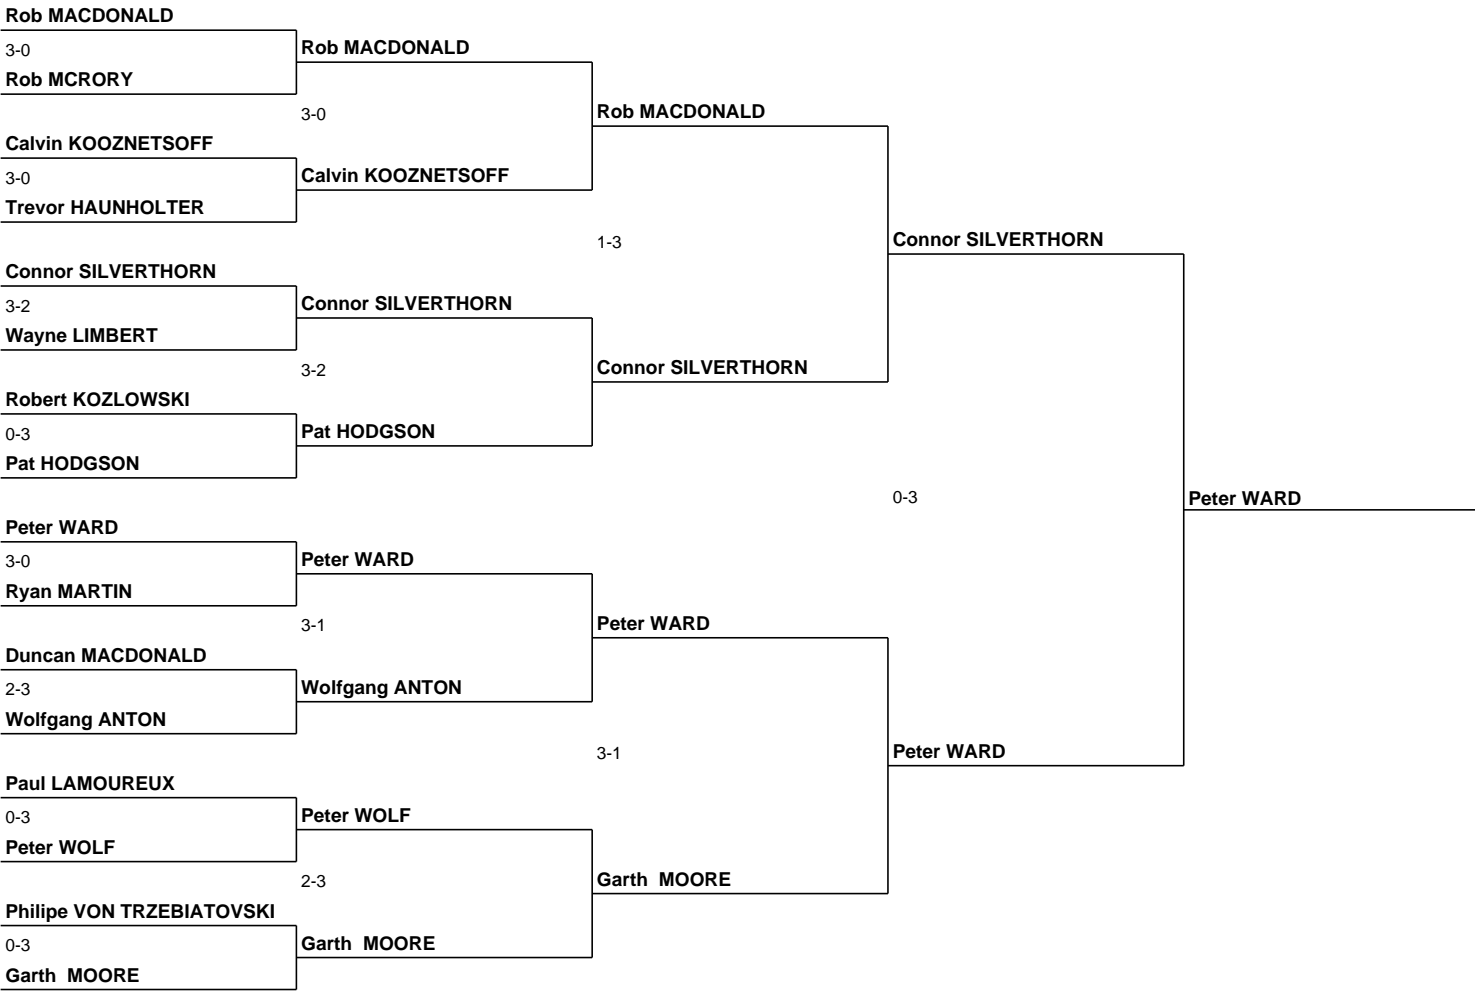 Rob MACDONALD
3-0
Rob MCRORY
Calvin KOOZNETSOFF
3-0
Trevor HAUNHOLTER
Connor SILVERTHORN
3-2
Wayne LIMBERT
Robert KOZLOWSKI
0-3
Pat HODGSON
Peter WARD
3-0
Ryan MARTIN
Duncan MACDONALD
2-3
Wolfgang ANTON
Paul LAMOUREUX
0-3
Peter WOLF
Philipe VON TRZEBIATOVSKI
0-3
Garth MOORE
Rob MACDONALD
3-0
Calvin KOOZNETSOFF
Connor SILVERTHORN
3-2
Pat HODGSON
Peter WARD
3-1
Wolfgang ANTON
Peter WOLF
2-3
Garth MOORE
Rob MACDONALD
1-3
Connor SILVERTHORN
Peter WARD
3-1
Garth MOORE
Connor SILVERTHORN
0-3
Peter WARD
Peter WARD